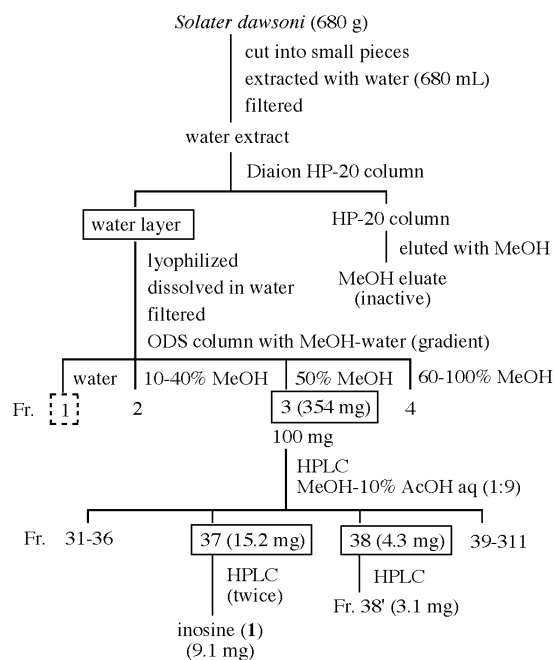 Solater dawsoni (680 g)
cut into small pieces
extracted with water (680 mL)
filtered
water extract
Diaion HP-20 column
water layer
HP-20 column
eluted with MeOH
MeOH eluate
(inactive)
lyophilized
dissolved in water
filtered
ODS column with MeOH-water (gradient)
water 10-40% MeOH 50% MeOH 60-100% MeOH
Fr. 1 2 3 (354 mg) 4
100 mg
HPLC
MeOH-10% AcOH aq (1:9)
Fr. 31-36 37 (15.2 mg) 38 (4.3 mg) 39-311
HPLC
(twice)
HPLC
Fr. 38' (3.1 mg)
inosine (1)
(9.1 mg)